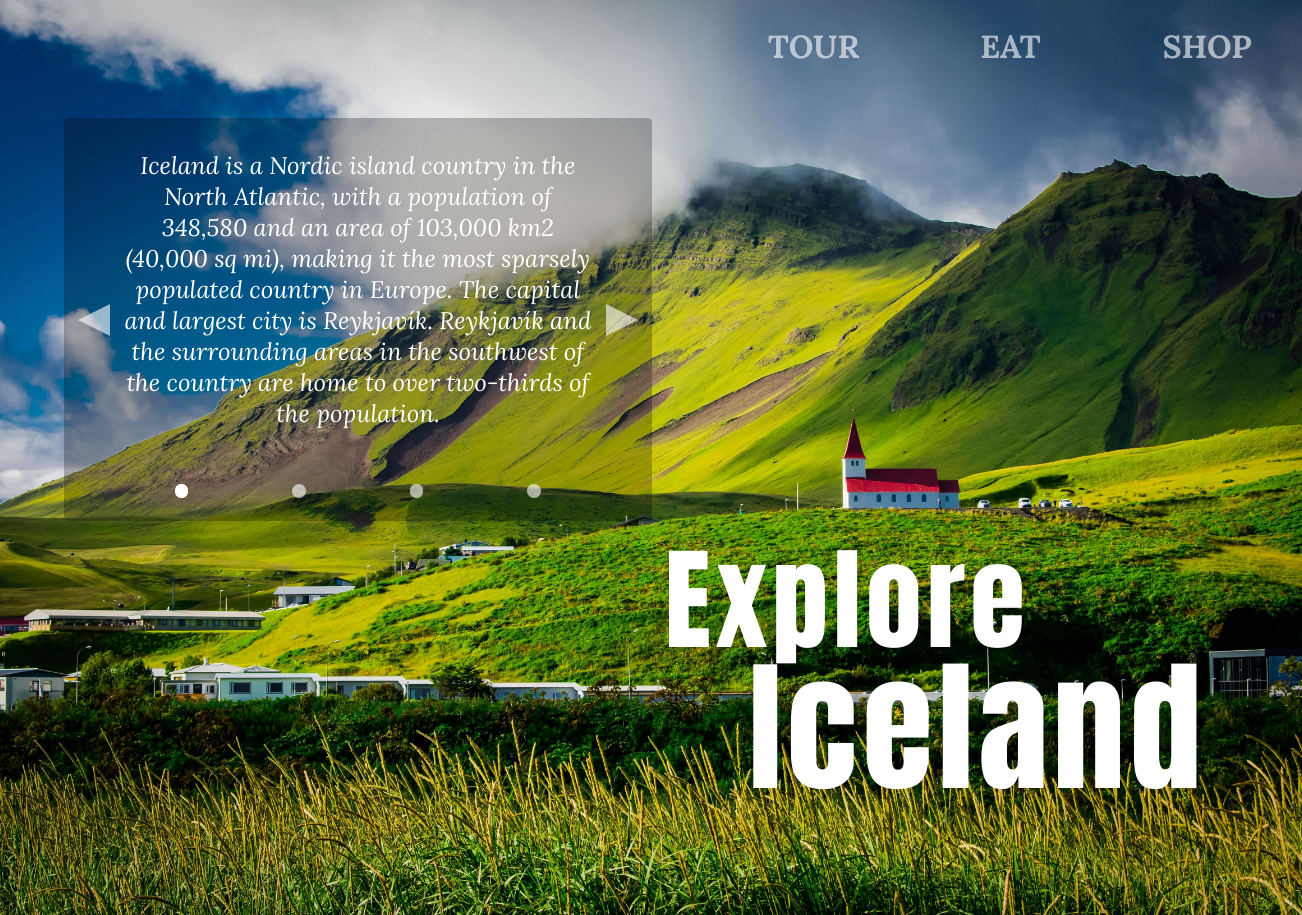 TOUR EAT SHOP
Iceland is a Nordic island country in the
North Atlantic, with a population of
348,580 and an area of 103,000 km2
(40,000 sq mi), making it the most sparsely
populated country in Europe. The capital
and largest city is Reykjavík. Reykjavík and
the surrounding areas in the southwest of
the country are home to over two-thirds of
the population.
Explore
Iceland